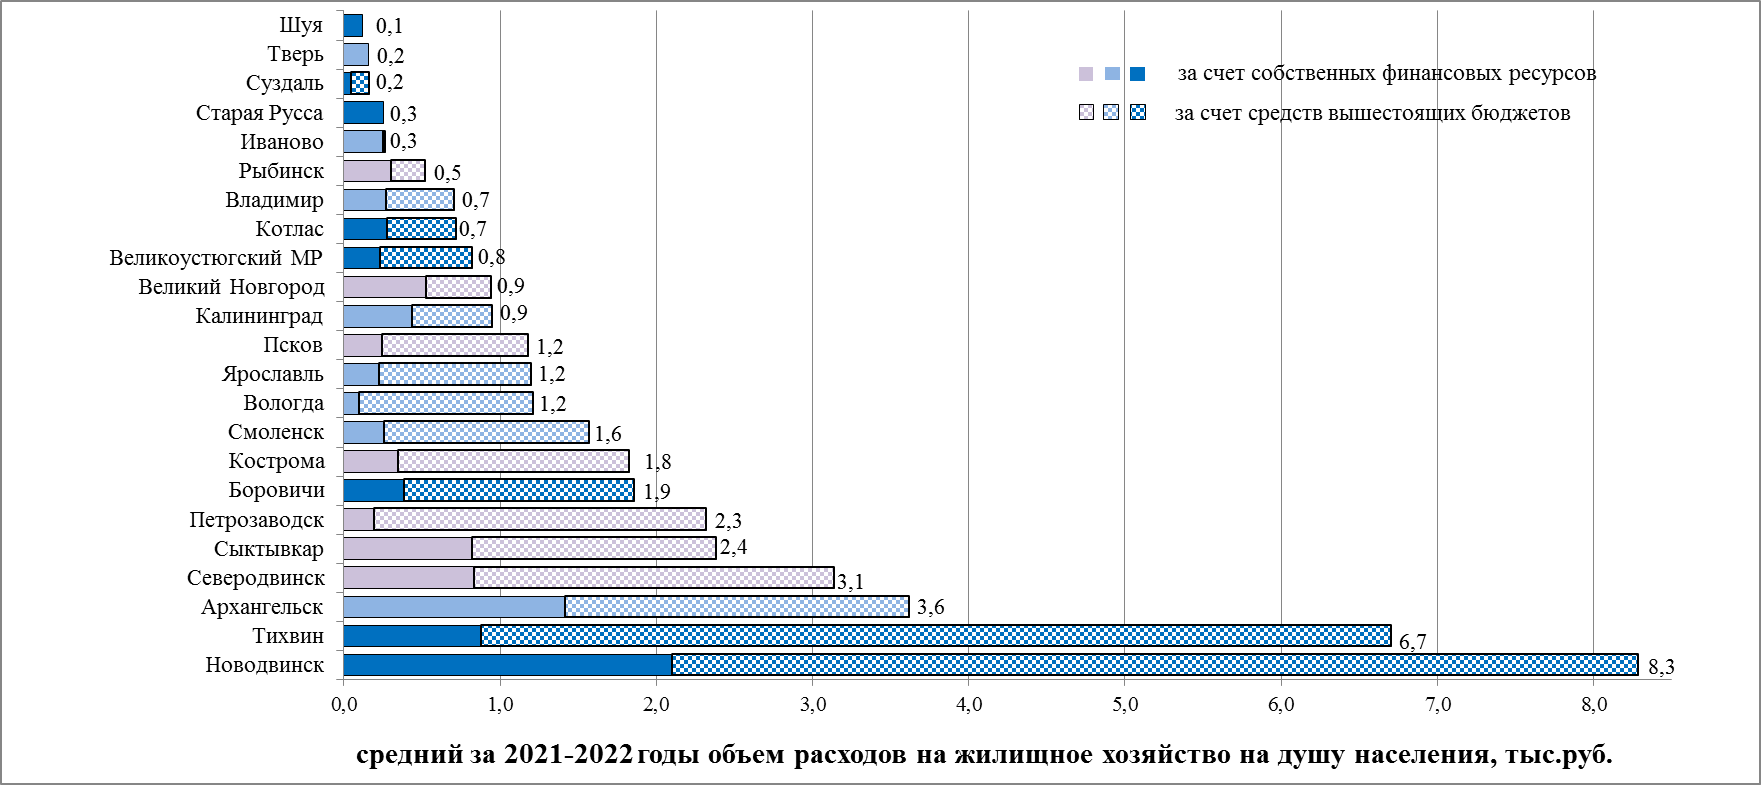 Шуя 0,1
Тверь 0,2
Суздаль 0,2
за счет собственных финансовых ресурсов
Старая Русса 0,3
за счет средств вышестоящих бюджетов
Иваново 0,3
Рыбинск 0,5
Владимир 0,7
Котлас 0,7
Великоустюгский МР 0,8
Великий Новгород 0,9
Калининград 0,9
Псков 1,2
Ярославль 1,2
Вологда 1,2
Смоленск 1,6
Кострома 1,8
Боровичи 1,9
Петрозаводск 2,3
Сыктывкар 2,4
Северодвинск 3,1
Архангельск 3,6
Тихвин 6,7
Новодвинск 8,3
0,0 1,0 2,0 3,0 4,0 5,0 6,0 7,0 8,0
средний за 2021-2022 годы объем расходов на жилищное хозяйство на душу населения, тыс.руб.